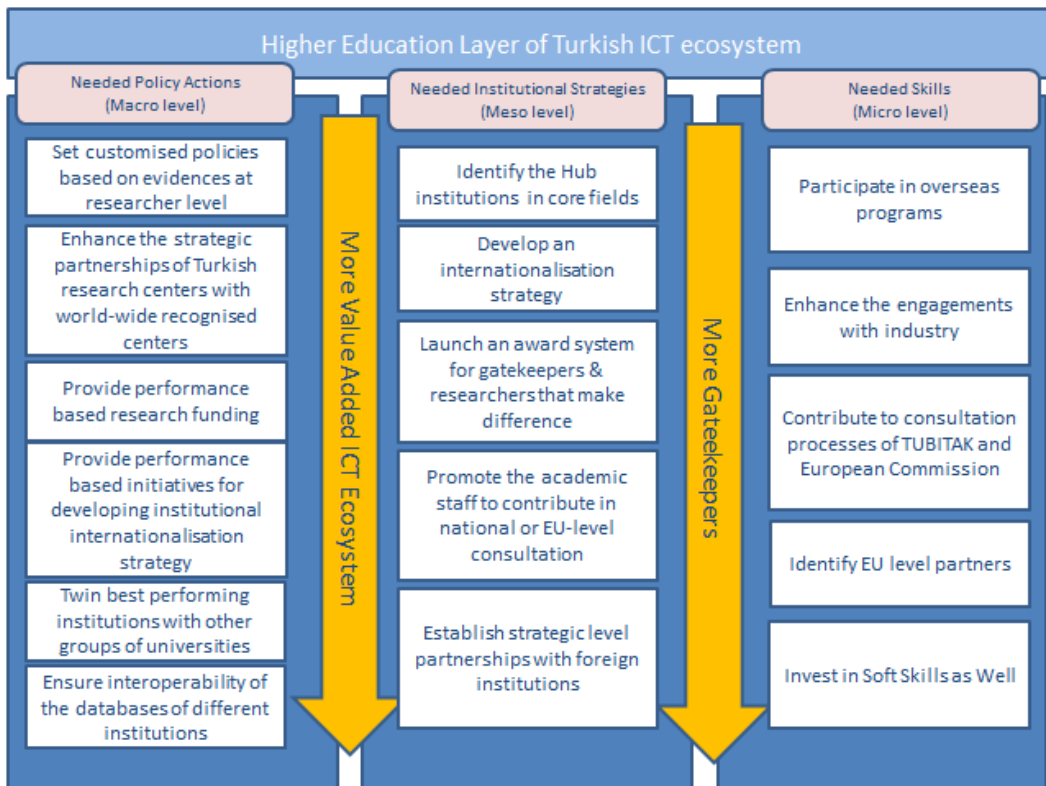 Higher Education Layer of Turkish ICT ecosystem
Needed Policy Actions
(Macro level)
Set customised policies
based on evidences at
researcher level
Enhance the strategic
partnerships of Turkish
research centers with
world-wide recognised
centers
Provide performance
based research funding
Provide performance
based initiatives for
developing institutional
internationalisation
strategy
Twin best performing
institutions with other
groups of universities
Ensure interoperability of
the databases of different
institutions
More Value Added ICT Ecosystem
Needed Institutional Strategies
(Meso level)
Identify the Hub
institutions in core fields
Develop an
internationalisation
strategy
Launch an award system
for gatekeepers &
researchers that make
difference
Promote the academic
staff to contribute in
national or EU-level
consultation
Establish strategic level
partnerships with foreign
institutions
More Gateekeepers
Needed Skills
(Micro level)
Participate in overseas
programs
Enhance the engagements
with industry
Contribute to consultation
processes of TUBITAK and
European Commission
Identify EU level partners
Invest in Soft Skills as Well